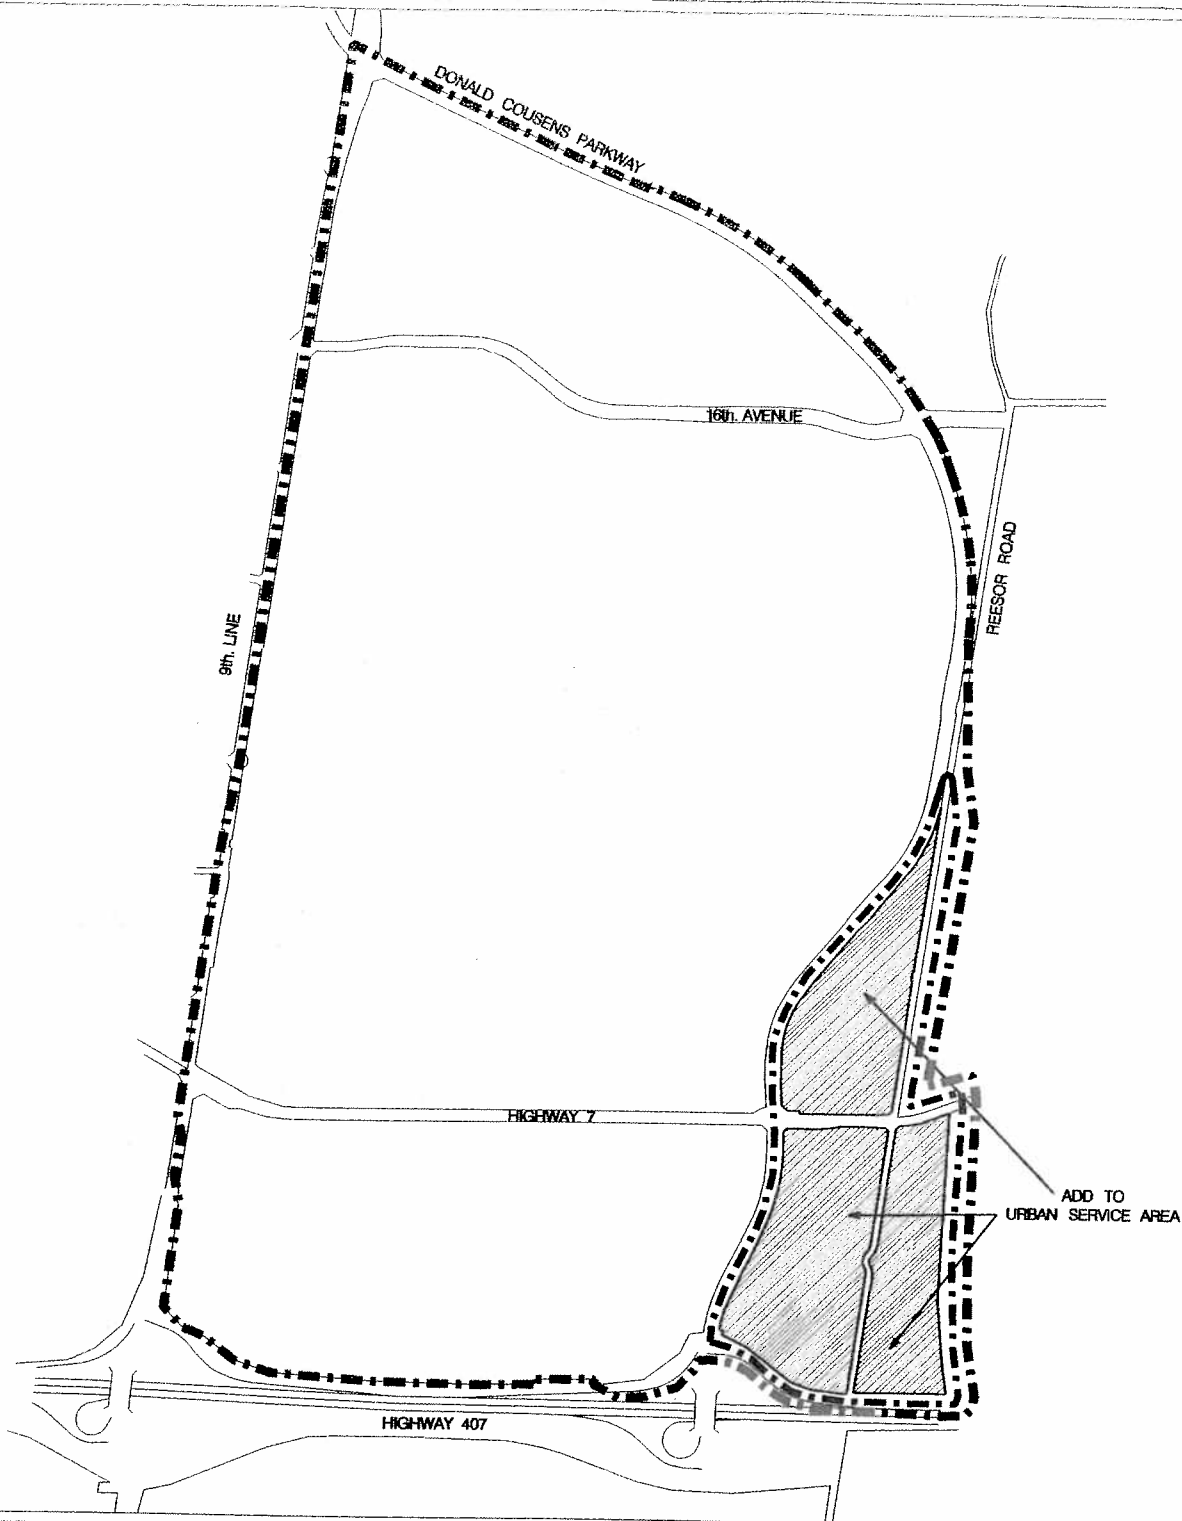 DONALD COUSENS PARKWAY
16th. AVENUE
REESOR ROAD
9th. LINE
HIGHWAY 7
ADD TO
URBAN SERVICE AREA
HIGHWAY 407